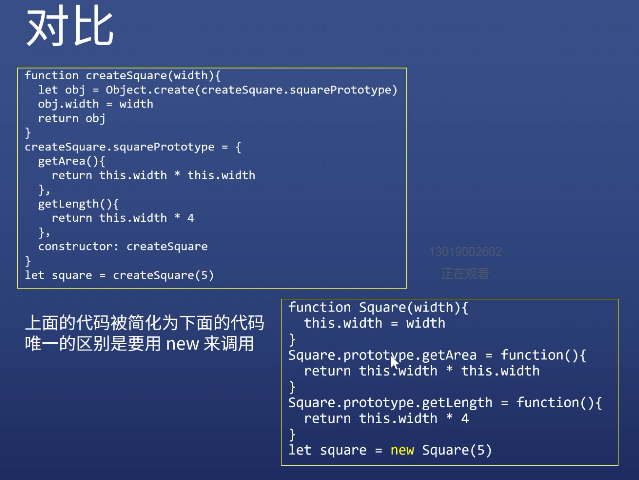 对比
function createSquare(width){
  let obj = Object.create(createSquare.squarePrototype)
  obj.width = width
  return obj
}
createSquare.squarePrototype = {
  getArea(){
    return this.width * this.width
  },
  getLength(){
    return this.width * 4
  },
  constructor: createSquare
}
let square = createSquare(5)
13019002602
正在观看
上面的代码被简化为下面的代码
唯一的区别是要用 new 来调用
function Square(width){
  this.width = width
}
Square.prototype.getArea = function(){
  return this.width * this.width
}
Square.prototype.getLength = function(){
  return this.width * 4
}
let square = new Square(5)